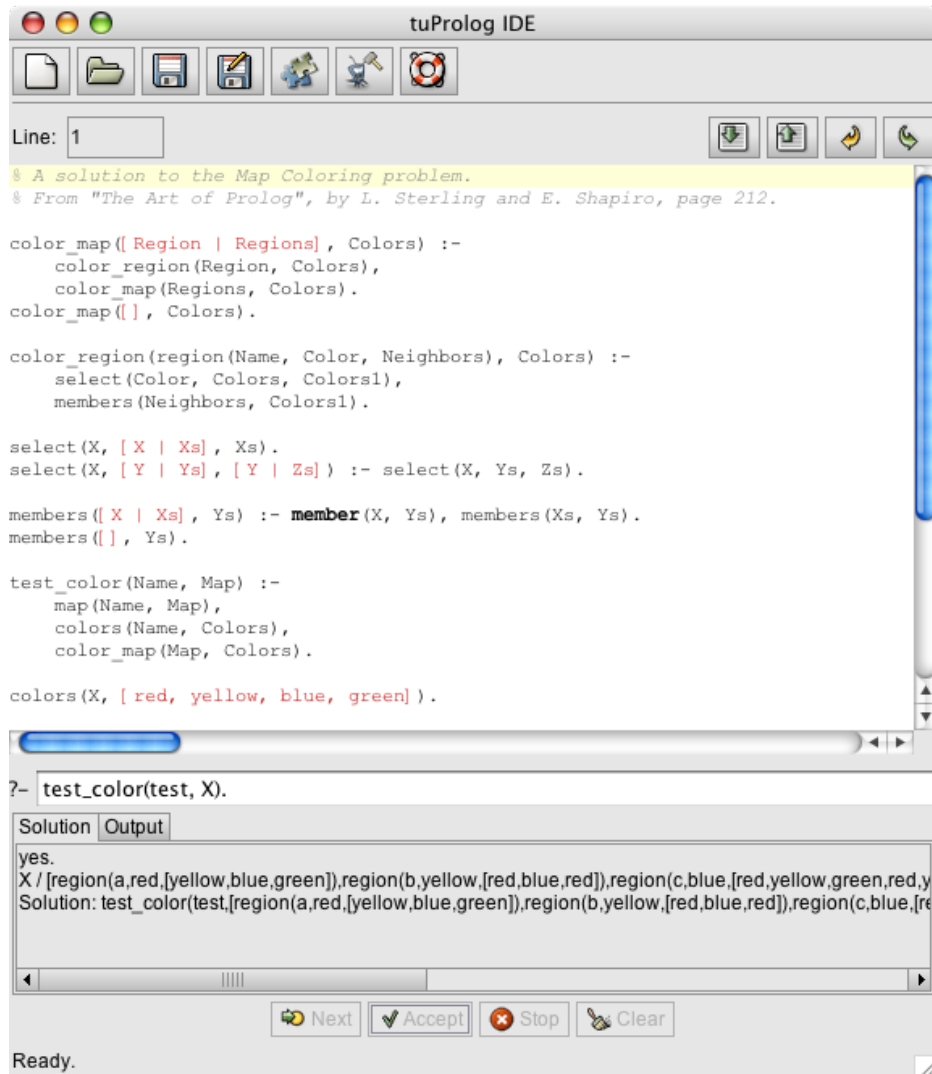 tuProlog IDE
Line: 1
% A solution to the Map Coloring problem.
% From "The Art of Prolog", by L. Sterling and E. Shapiro, page 212.
color_map([Region | Regions], Colors) :-
    color_region(Region, Colors),
    color_map(Regions, Colors).
color_map([], Colors).
color_region(region(Name, Color, Neighbors), Colors) :-
    select(Color, Colors, Colors1),
    members(Neighbors, Colors1).
select(X, [X | Xs], Xs).
select(X, [Y | Ys], [Y | Zs]) :- select(X, Ys, Zs).
members([X | Xs], Ys) :- member(X, Ys), members(Xs, Ys).
members([], Ys).
test_color(Name, Map) :-
    map(Name, Map),
    colors(Name, Colors),
    color_map(Map, Colors).
colors(X, [red, yellow, blue, green]).
?- test_color(test, X).
Solution Output
yes.
X / [region(a,red,[yellow,blue,green]),region(b,yellow,[red,blue,red]),region(c,blue,[red,yellow,green,red,y
Solution: test_color(test,[region(a,red,[yellow,blue,green]),region(b,yellow,[red,blue,red]),region(c,blue,[re
Next Accept Stop Clear
Ready.